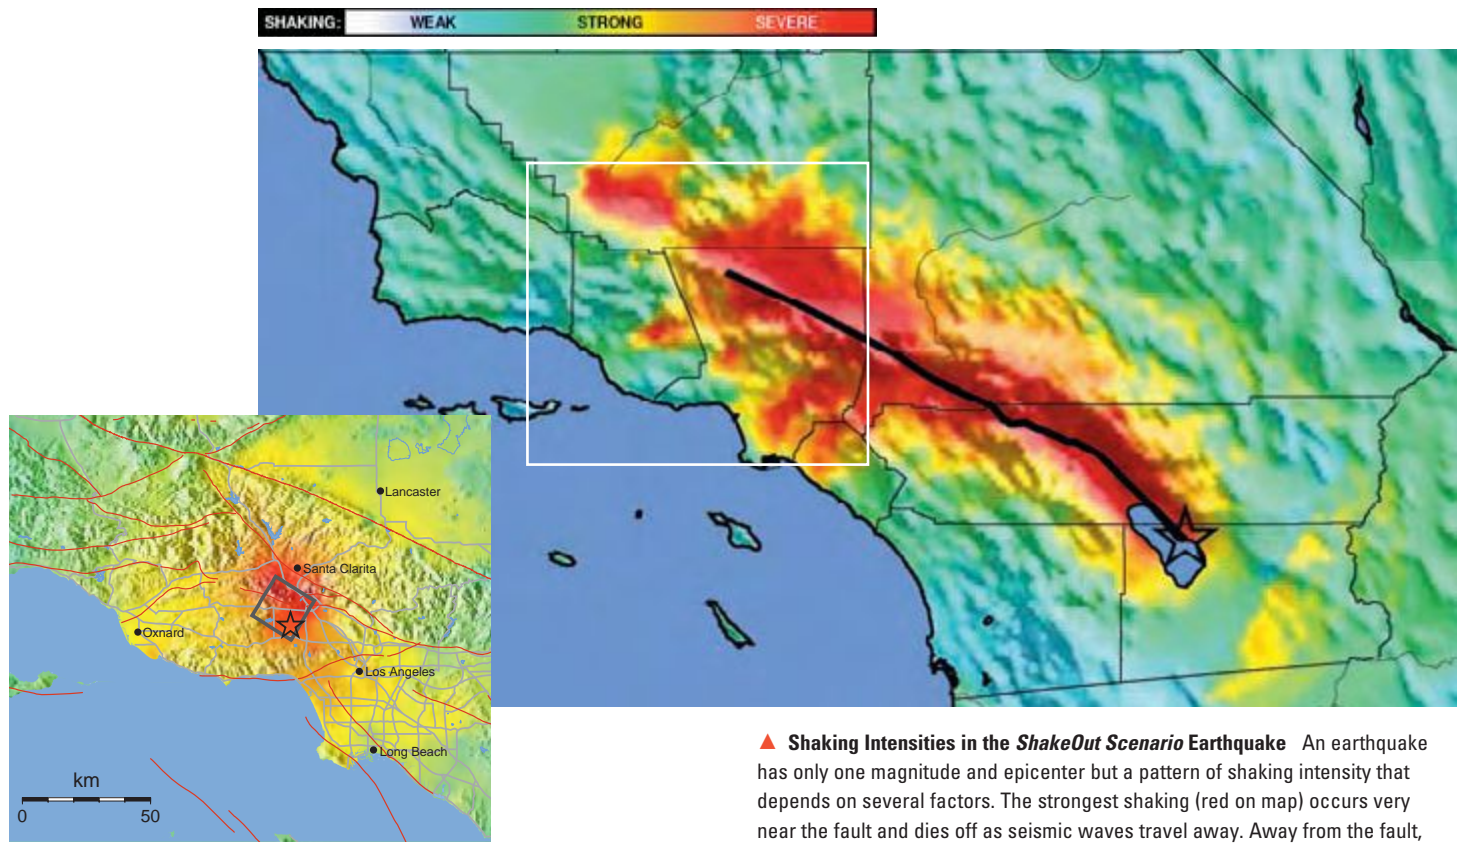 SHAKING: WEAK STRONG SEVERE
Lancaster
Santa Clarita
Oxnard
Los Angeles
Long Beach
km
0 50
▲ Shaking Intensities in the ShakeOut Scenario Earthquake An earthquake
has only one magnitude and epicenter but a pattern of shaking intensity that
depends on several factors. The strongest shaking (red on map) occurs very
near the fault and dies off as seismic waves travel away. Away from the fault,